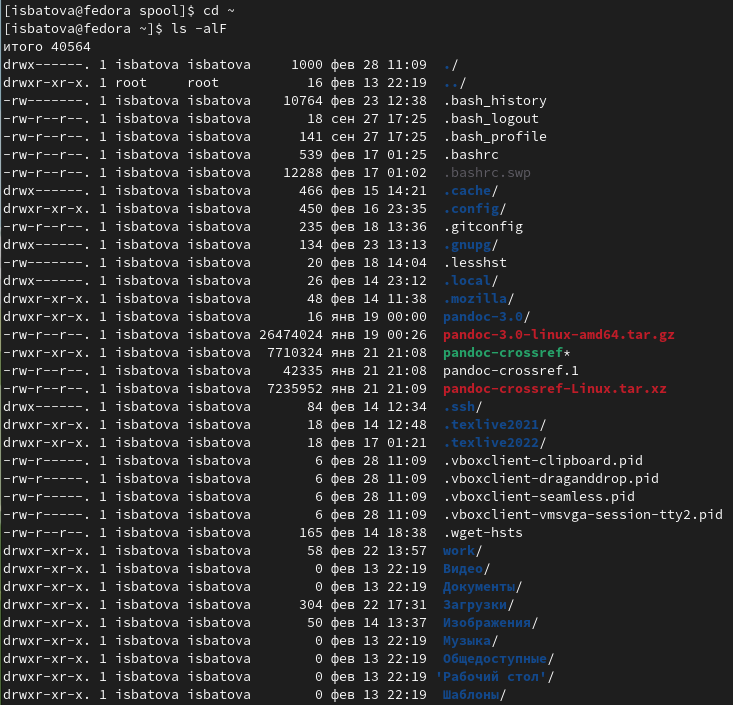 [isbatova@fedora spool]$ cd ~
[isbatova@fedora ~]$ ls -alF
итого 40564
drwx------. 1 isbatova isbatova     1000 фев 28 11:09  ./
drwxr-xr-x. 1 root     root           16 фев 13 22:19  ../
-rw-------. 1 isbatova isbatova    10764 фев 23 12:38  .bash_history
-rw-r--r--. 1 isbatova isbatova       18 сен 27 17:25  .bash_logout
-rw-r--r--. 1 isbatova isbatova      141 сен 27 17:25  .bash_profile
-rw-r--r--. 1 isbatova isbatova      539 фев 17 01:25  .bashrc
-rw-r--r--. 1 isbatova isbatova    12288 фев 17 01:02  .bashrc.swp
drwx------. 1 isbatova isbatova      466 фев 15 14:21  .cache/
drwxr-xr-x. 1 isbatova isbatova      450 фев 16 23:35  .config/
-rw-r--r--. 1 isbatova isbatova      235 фев 18 13:36  .gitconfig
drwx------. 1 isbatova isbatova      134 фев 23 13:13  .gnupg/
-rw-------. 1 isbatova isbatova       20 фев 18 14:04  .lesshst
drwx------. 1 isbatova isbatova       26 фев 14 23:12  .local/
drwxr-xr-x. 1 isbatova isbatova       48 фев 14 11:38  .mozilla/
drwxr-xr-x. 1 isbatova isbatova       16 янв 19 00:00  pandoc-3.0/
-rw-r--r--. 1 isbatova isbatova 26474024 янв 19 00:26  pandoc-3.0-linux-amd64.tar.gz
-rwxr-xr-x. 1 isbatova isbatova  7710324 янв 21 21:08  pandoc-crossref*
-rw-r--r--. 1 isbatova isbatova    42335 янв 21 21:08  pandoc-crossref.1
-rw-r--r--. 1 isbatova isbatova  7235952 янв 21 21:09  pandoc-crossref-Linux.tar.xz
drwx------. 1 isbatova isbatova       84 фев 14 12:34  .ssh/
drwxr-xr-x. 1 isbatova isbatova       18 фев 14 12:48  .texlive2021/
drwxr-xr-x. 1 isbatova isbatova       18 фев 17 01:21  .texlive2022/
-rw-r-----. 1 isbatova isbatova        6 фев 28 11:09  .vboxclient-clipboard.pid
-rw-r-----. 1 isbatova isbatova        6 фев 28 11:09  .vboxclient-draganddrop.pid
-rw-r-----. 1 isbatova isbatova        6 фев 28 11:09  .vboxclient-seamless.pid
-rw-r-----. 1 isbatova isbatova        6 фев 28 11:09  .vboxclient-vmsvga-session-tty2.pid
-rw-r--r--. 1 isbatova isbatova      165 фев 14 18:38  .wget-hsts
drwxr-xr-x. 1 isbatova isbatova       58 фев 22 13:57  work/
drwxr-xr-x. 1 isbatova isbatova        0 фев 13 22:19  Видео/
drwxr-xr-x. 1 isbatova isbatova        0 фев 13 22:19  Документы/
drwxr-xr-x. 1 isbatova isbatova      304 фев 22 17:31  Загрузки/
drwxr-xr-x. 1 isbatova isbatova       50 фев 14 13:37  Изображения/
drwxr-xr-x. 1 isbatova isbatova        0 фев 13 22:19  Музыка/
drwxr-xr-x. 1 isbatova isbatova        0 фев 13 22:19  Общедоступные/
drwxr-xr-x. 1 isbatova isbatova        0 фев 13 22:19 'Рабочий стол'/
drwxr-xr-x. 1 isbatova isbatova        0 фев 13 22:19  Шаблоны/